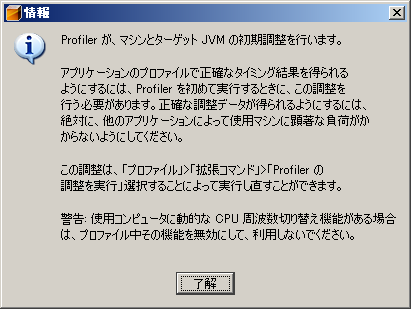 情報
Profiler が、マシンとターゲット JVM の初期調整を行います。
アプリケーションのプロファイルで正確なタイミング結果を得られる
ようにするには、Profiler を初めて実行するときに、この調整を
行う必要があります。正確な調整データが得られるようにするには、
絶対に、他のアプリケーションによって使用マシンに顕著な負荷がか
からないようにしてください。
この調整は、「プロファイル」>「拡張コマンド」>「Profiler の
調整を実行」選択することによって実行し直すことができます。
警告: 使用コンピュータに動的な CPU 周波数切り替え機能がある場合
は、プロファイル中その機能を無効にして、利用しないでください。
了解